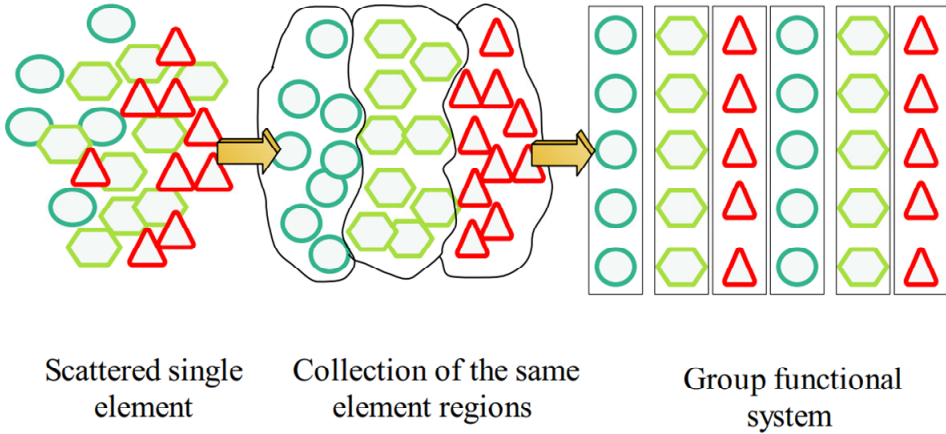 Scattered single
element
Collection of the same
element regions
Group functional
system